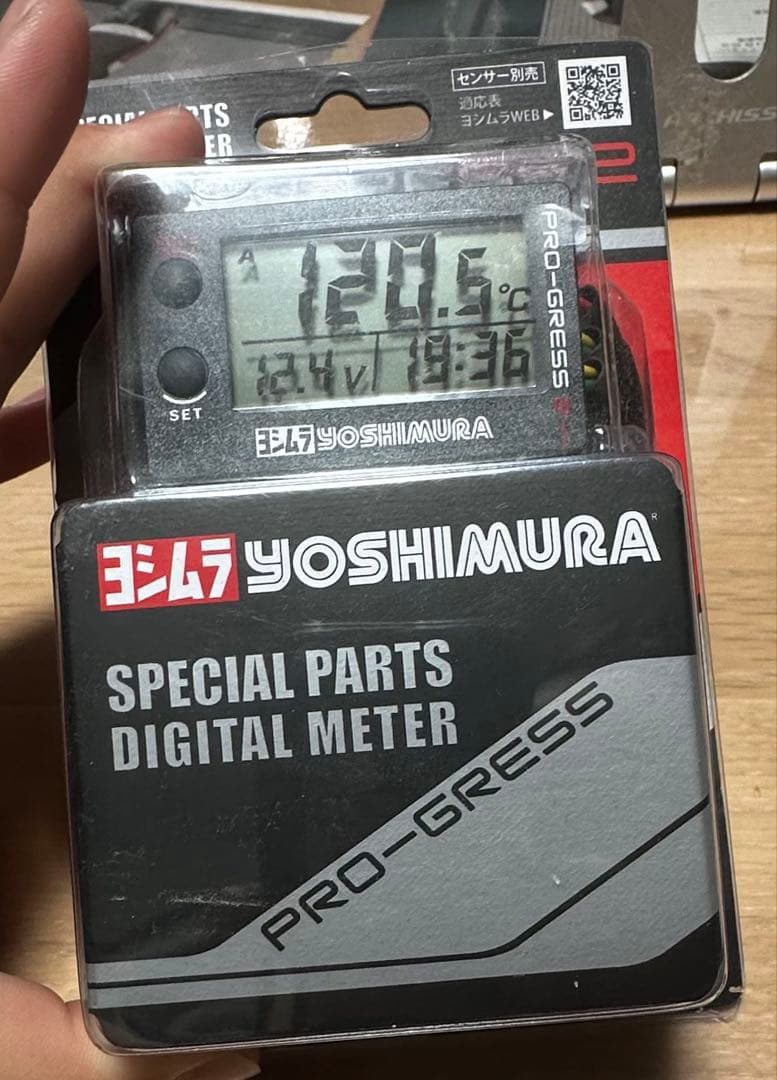 センサー別売
適応表
ヨシムラWEB▶
SPECIAL PARTS
A
120.5°C
12.4V
19:36
SET
PRO-GRESS
ヨシムラ YOSHIMURA
ヨシムラ YOSHIMURA
SPECIAL PARTS
DIGITAL METER
PRO-GRESS